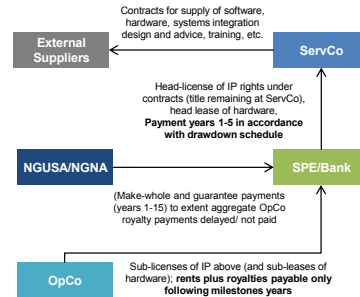 Contracts for supply of software,
hardware, systems integration
design and advice, training, etc.
External
Suppliers
ServCo
Head-license of IP rights under
contracts (title remaining at ServCo),
head lease of hardware,
Payment years 1-5 in accordance
with drawdown schedule
NGUSA/NGNA
SPE/Bank
(Make-whole and guarantee payments
(years 1-15) to extent aggregate OpCo
royalty payments delayed/ not paid
OpCo
Sub-licenses of IP above (and sub-leases of
hardware); rents plus royalties payable only
following milestones years